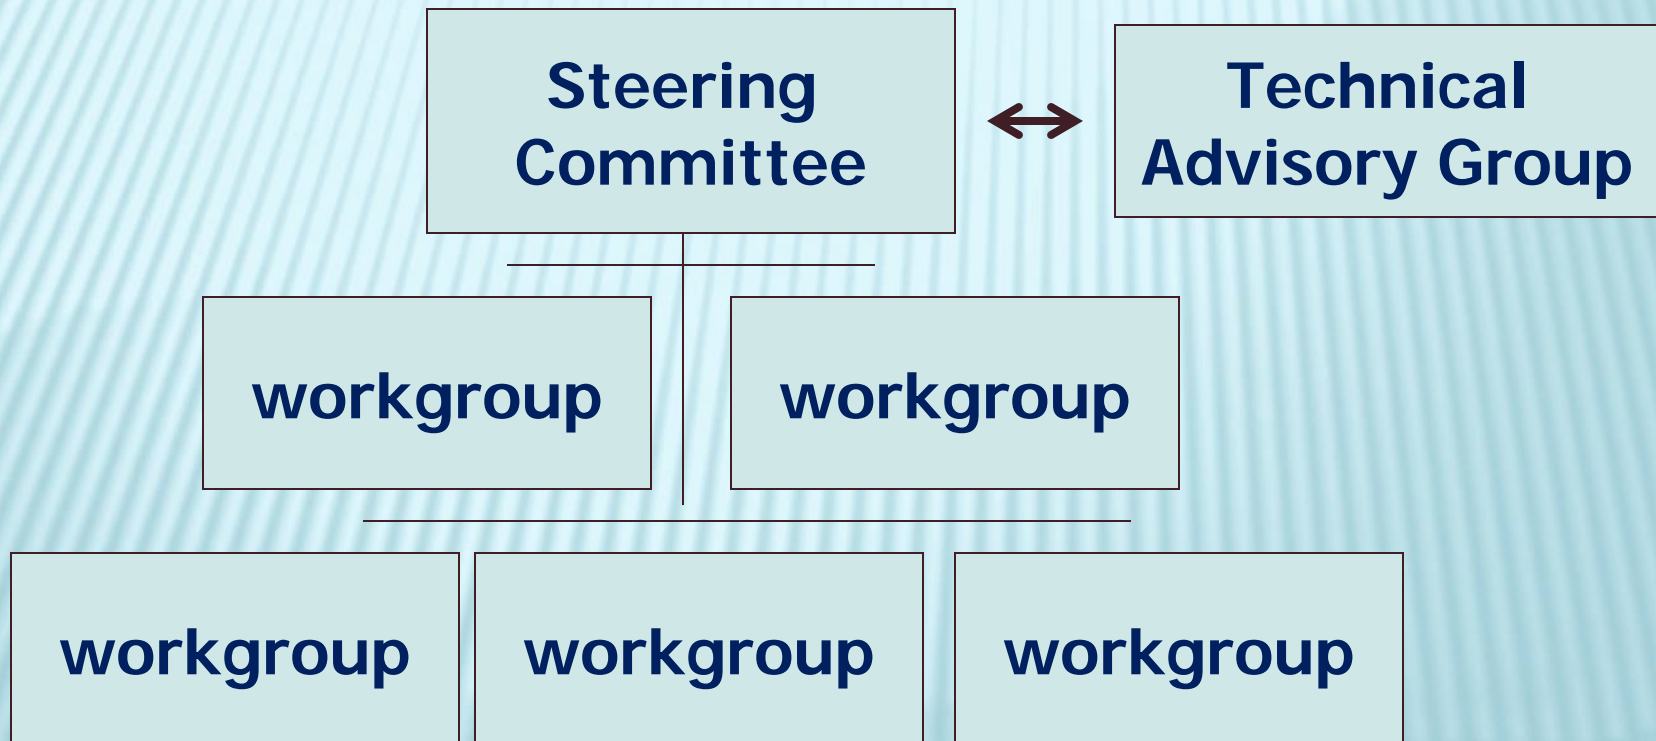 Steering
Committee
Technical
Advisory Group
workgroup
workgroup
workgroup
workgroup
workgroup